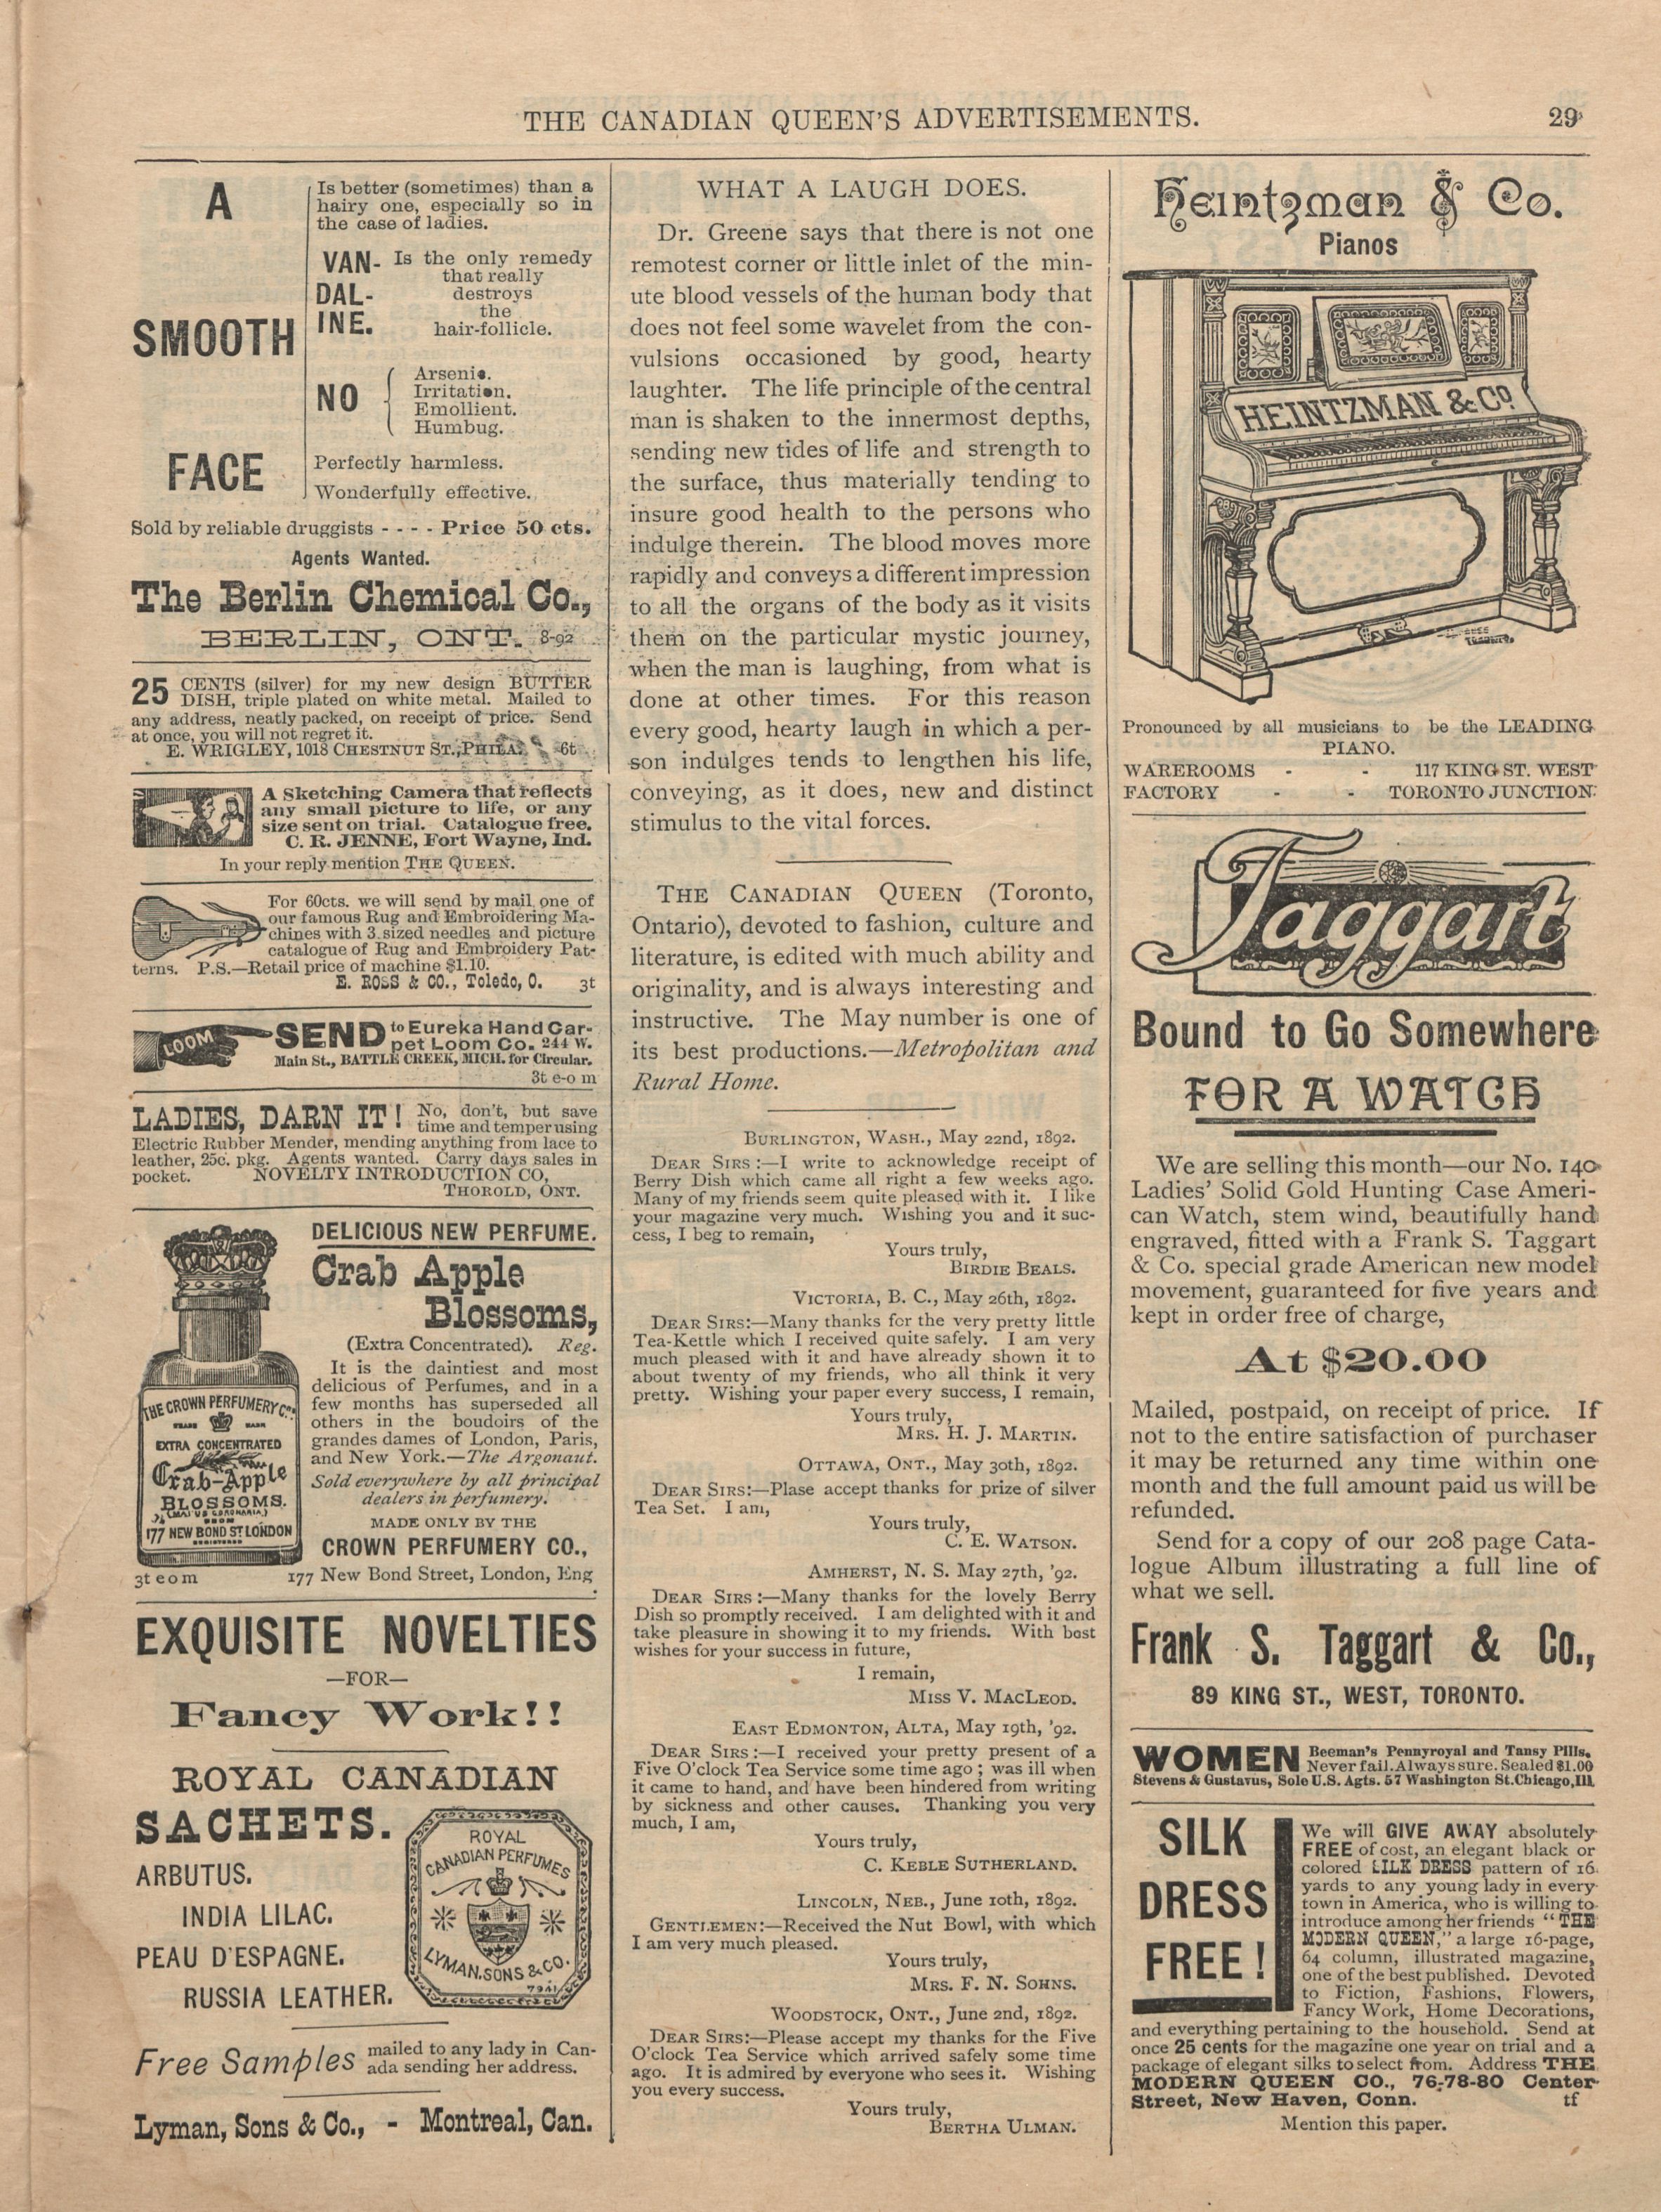 THE CANADIAN QUEEN'S ADVERTISEMENTS.
29
A
SMOOTH
FACE
Is better (sometimes) than a
hairy one, especially so in
the case of ladies.
VAN-
DAL-
INE.
Is the only remedy
that really
destroys
the
hair-follicle.
NO
Arsenic.
Irritation.
Emollient.
Humbug.
Perfectly harmless.
Wonderfully effective.
Sold by reliable druggists - - - - Price 50 cts.
Agents Wanted.
The Berlin Chemical Co.,
BERLIN, ONT. 8-92
25 CENTS (silver) for my new design BUTTER
DISH, triple plated on white metal. Mailed to
any address, neatly packed, on receipt of price. Send
at once, you will not regret it.
E. WRIGLEY, 1018 CHESTNUT ST., PHILA. 6t
A Sketching Camera that reflects
any small picture to life, or any
size sent on trial. Catalogue free.
C. R. JENNE, Fort Wayne, Ind.
In your reply mention THE QUEEN.
For 60cts. we will send by mail one of
our famous Rug and Embroidering Ma-
chines with 3 sized needles and picture
catalogue of Rug and Embroidery Pat-
terns. P.S.—Retail price of machine $1.10.
E. ROSS & CO., Toledo, O. 3t
LOOM
SEND to Eureka Hand Car-
pet Loom Co. 244 W.
Main St., BATTLE CREEK, MICH. for Circular.
3t e-o m
LADIES, DARN IT! No, don't, but save
time and temper using
Electric Rubber Mender, mending anything from lace to
leather, 25c. pkg. Agents wanted. Carry days sales in
pocket. NOVELTY INTRODUCTION CO,
THOROLD, ONT.
DELICIOUS NEW PERFUME.
Crab Apple
Blossoms,
(Extra Concentrated). Reg.
It is the daintiest and most
delicious of Perfumes, and in a
few months has superseded all
others in the boudoirs of the
grandes dames of London, Paris,
and New York.—The Argonaut.
Sold everywhere by all principal
dealers in perfumery.
MADE ONLY BY THE
CROWN PERFUMERY CO.,
3t e o m 177 New Bond Street, London, Eng
THE CROWN PERFUMERY Co.
TRADE MARK
EXTRA CONCENTRATED
Crab-Apple
BLOSSOMS.
177 NEW BOND ST LONDON
REGISTERED
EXQUISITE NOVELTIES
—FOR—
Fancy Work!!
ROYAL CANADIAN
SACHETS.
ARBUTUS.
INDIA LILAC.
PEAU D'ESPAGNE.
RUSSIA LEATHER.
ROYAL
CANADIAN PERFUMES
LYMAN, SONS & CO.
Free Samples mailed to any lady in Can-
ada sending her address.
Lyman, Sons & Co., - Montreal, Can.
WHAT A LAUGH DOES.
Dr. Greene says that there is not one
remotest corner or little inlet of the min-
ute blood vessels of the human body that
does not feel some wavelet from the con-
vulsions occasioned by good, hearty
laughter. The life principle of the central
man is shaken to the innermost depths,
sending new tides of life and strength to
the surface, thus materially tending to
insure good health to the persons who
indulge therein. The blood moves more
rapidly and conveys a different impression
to all the organs of the body as it visits
them on the particular mystic journey,
when the man is laughing, from what is
done at other times. For this reason
every good, hearty laugh in which a per-
son indulges tends to lengthen his life,
conveying, as it does, new and distinct
stimulus to the vital forces.
THE CANADIAN QUEEN (Toronto,
Ontario), devoted to fashion, culture and
literature, is edited with much ability and
originality, and is always interesting and
instructive. The May number is one of
its best productions.—Metropolitan and
Rural Home.
BURLINGTON, WASH., May 22nd, 1892.
DEAR SIRS:—I write to acknowledge receipt of
Berry Dish which came all right a few weeks ago.
Many of my friends seem quite pleased with it. I like
your magazine very much. Wishing you and it suc-
cess, I beg to remain,
Yours truly,
BIRDIE BEALS.
VICTORIA, B. C., May 26th, 1892.
DEAR SIRS:—Many thanks for the very pretty little
Tea-Kettle which I received quite safely. I am very
much pleased with it and have already shown it to
about twenty of my friends, who all think it very
pretty. Wishing your paper every success, I remain,
Yours truly,
MRS. H. J. MARTIN.
OTTAWA, ONT., May 30th, 1892.
DEAR SIRS:—Plase accept thanks for prize of silver
Tea Set. I am,
Yours truly,
C. E. WATSON.
AMHERST, N. S. May 27th, '92.
DEAR SIRS:—Many thanks for the lovely Berry
Dish so promptly received. I am delighted with it and
take pleasure in showing it to my friends. With best
wishes for your success in future,
I remain,
MISS V. MACLEOD.
EAST EDMONTON, ALTA, May 19th, '92.
DEAR SIRS:—I received your pretty present of a
Five O'clock Tea Service some time ago; was ill when
it came to hand, and have been hindered from writing
by sickness and other causes. Thanking you very
much, I am,
Yours truly,
C. KEBLE SUTHERLAND.
LINCOLN, NEB., June 10th, 1892.
GENTLEMEN:—Received the Nut Bowl, with which
I am very much pleased.
Yours truly,
MRS. F. N. SOHNS.
WOODSTOCK, ONT., June 2nd, 1892.
DEAR SIRS:—Please accept my thanks for the Five
O'clock Tea Service which arrived safely some time
ago. It is admired by everyone who sees it. Wishing
you every success.
Yours truly,
BERTHA ULMAN.
Heintzman & Co.
Pianos
HEINTZMAN & CO.
Pronounced by all musicians to be the LEADING
PIANO.
WAREROOMS - - 117 KING ST. WEST
FACTORY - - TORONTO JUNCTION.
Taggart
Bound to Go Somewhere
FOR A WATCH
We are selling this month—our No. 140
Ladies' Solid Gold Hunting Case Ameri-
can Watch, stem wind, beautifully hand
engraved, fitted with a Frank S. Taggart
& Co. special grade American new model
movement, guaranteed for five years and
kept in order free of charge,
At $20.00
Mailed, postpaid, on receipt of price. If
not to the entire satisfaction of purchaser
it may be returned any time within one
month and the full amount paid us will be
refunded.
Send for a copy of our 208 page Cata-
logue Album illustrating a full line of
what we sell.
Frank S. Taggart & Co.,
89 KING ST., WEST, TORONTO.
WOMEN Beeman's Pennyroyal and Tansy Pills.
Never fail. Always sure. Sealed $1.00
Stevens & Gustavus, Sole U.S. Agts. 57 Washington St. Chicago, Ill.
SILK
DRESS
FREE!
We will GIVE AWAY absolutely
FREE of cost, an elegant black or
colored SILK DRESS pattern of 16
yards to any young lady in every
town in America, who is willing to
introduce among her friends "THE
MODERN QUEEN," a large 16-page,
64 column, illustrated magazine,
one of the best published. Devoted
to Fiction, Fashions, Flowers,
Fancy Work, Home Decorations,
and everything pertaining to the household. Send at
once 25 cents for the magazine one year on trial and a
package of elegant silks to select from. Address THE
MODERN QUEEN CO., 76-78-80 Center
Street, New Haven, Conn. tf
Mention this paper.